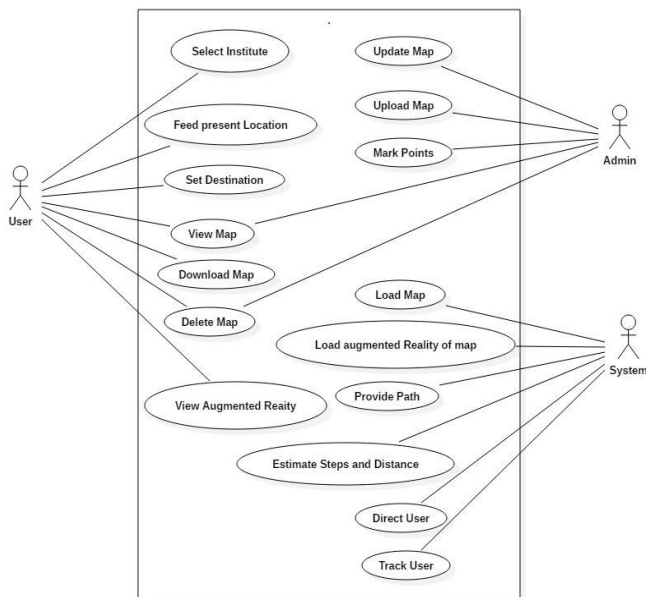 Select Institute
Update Map
Feed present Location
Upload Map
Mark Points
Admin
Set Destination
User
View Map
Download Map
Load Map
Delete Map
Load augmented Reality of map
System
View Augmented Reaity
Provide Path
Estimate Steps and Distance
Direct User
Track User